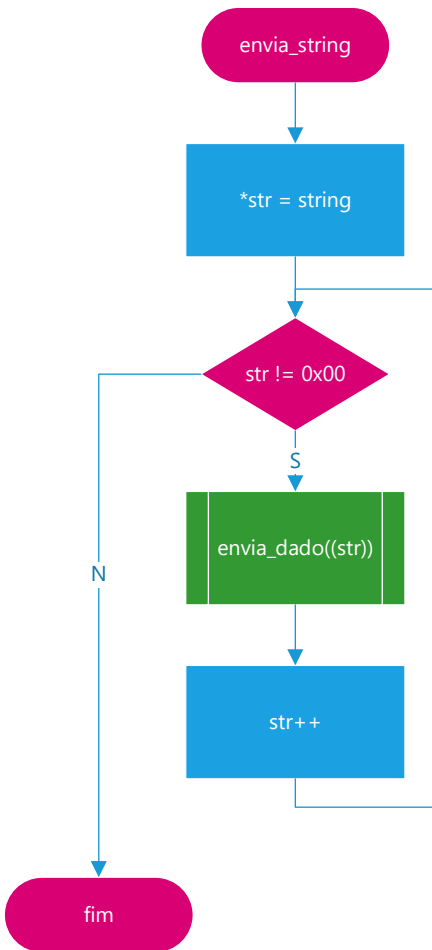 envia_string
*str = string
str != 0x00
S
envia_dado((str))
N
str++
fim